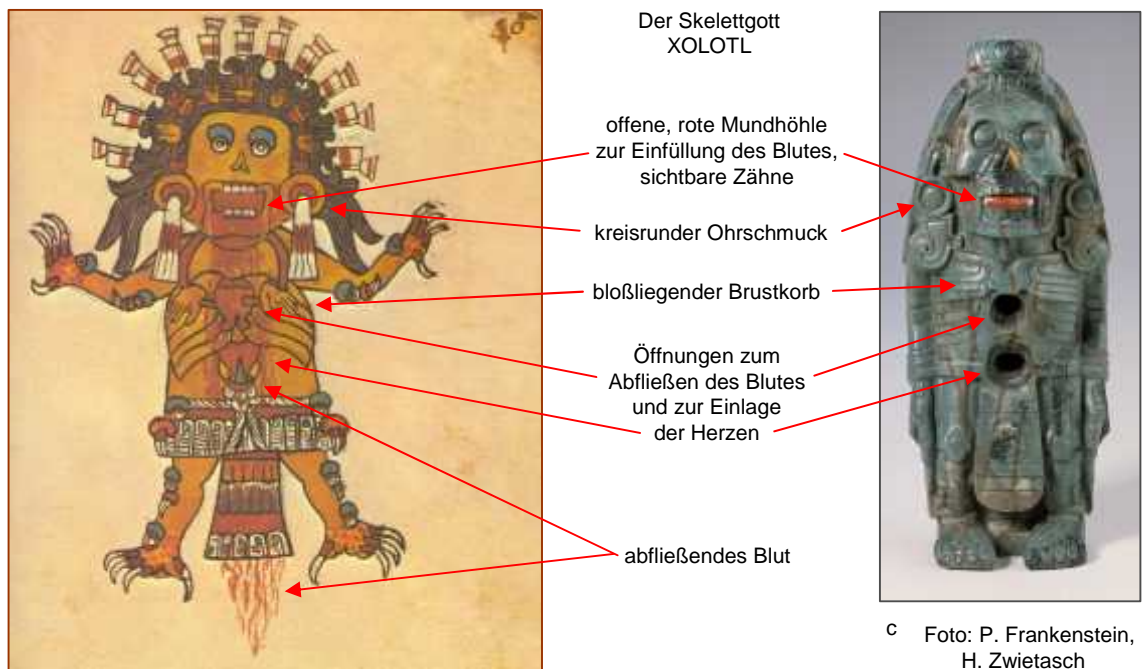 Der Skelettgott
XOLOTL
offene, rote Mundhöhle
zur Einfüllung des Blutes,
sichtbare Zähne
kreisrunder Ohrschmuck
bloßliegender Brustkorb
Öffnungen zum
Abfließen des Blutes
und zur Einlage
der Herzen
abfließendes Blut
c Foto: P. Frankenstein,
H. Zwietasch